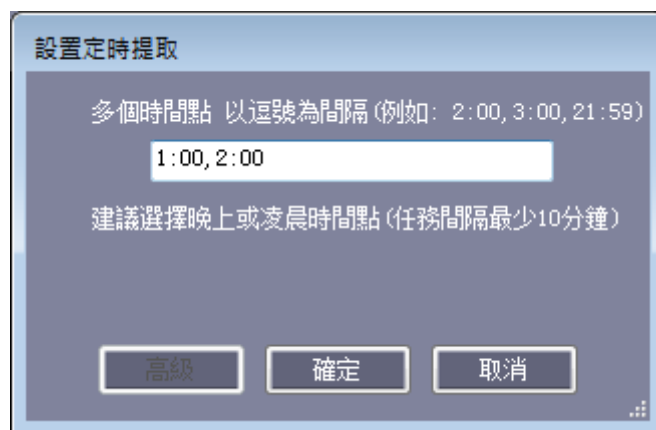 設置定時提取
多個時間點 以逗號為間隔(例如: 2:00,3:00,21:59)
1:00,2:00
建議選擇晚上或凌晨時間點(任務間隔最少10分鐘)
高級 確定 取消